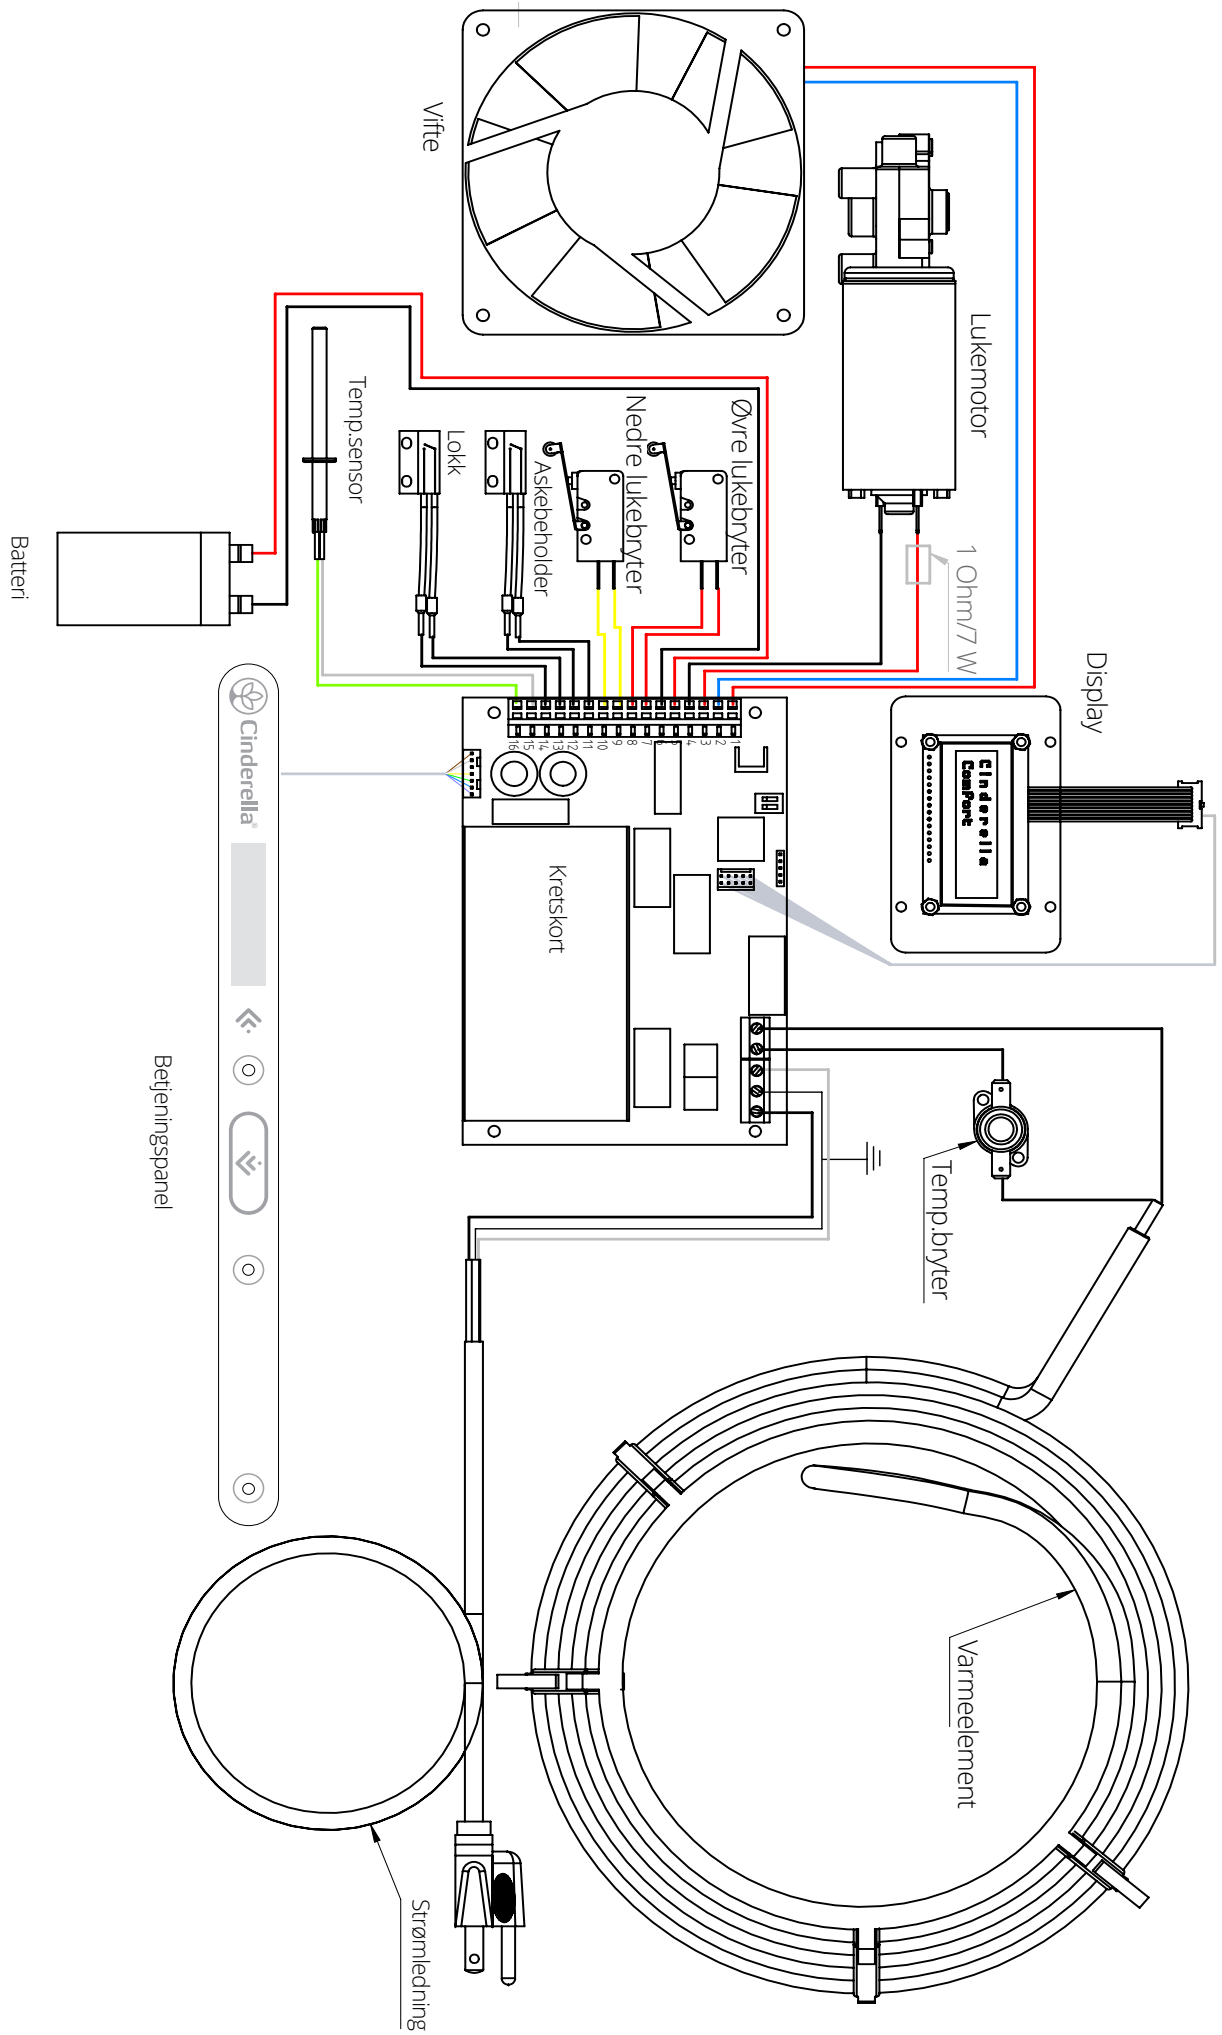 Vifte
Lukemotor
1 Ohm/7 W
Display
Cinderella
Comfort
Øvre lukebryter
Nedre lukebryter
Askebeholder
Lokk
Temp.sensor
Batteri
1
2
3
4
5
6
7
8
9
10
11
12
13
14
15
16
Kretskort
Cinderella®
Betjeningspanel
Temp.bryter
Varmeelement
Strømledning